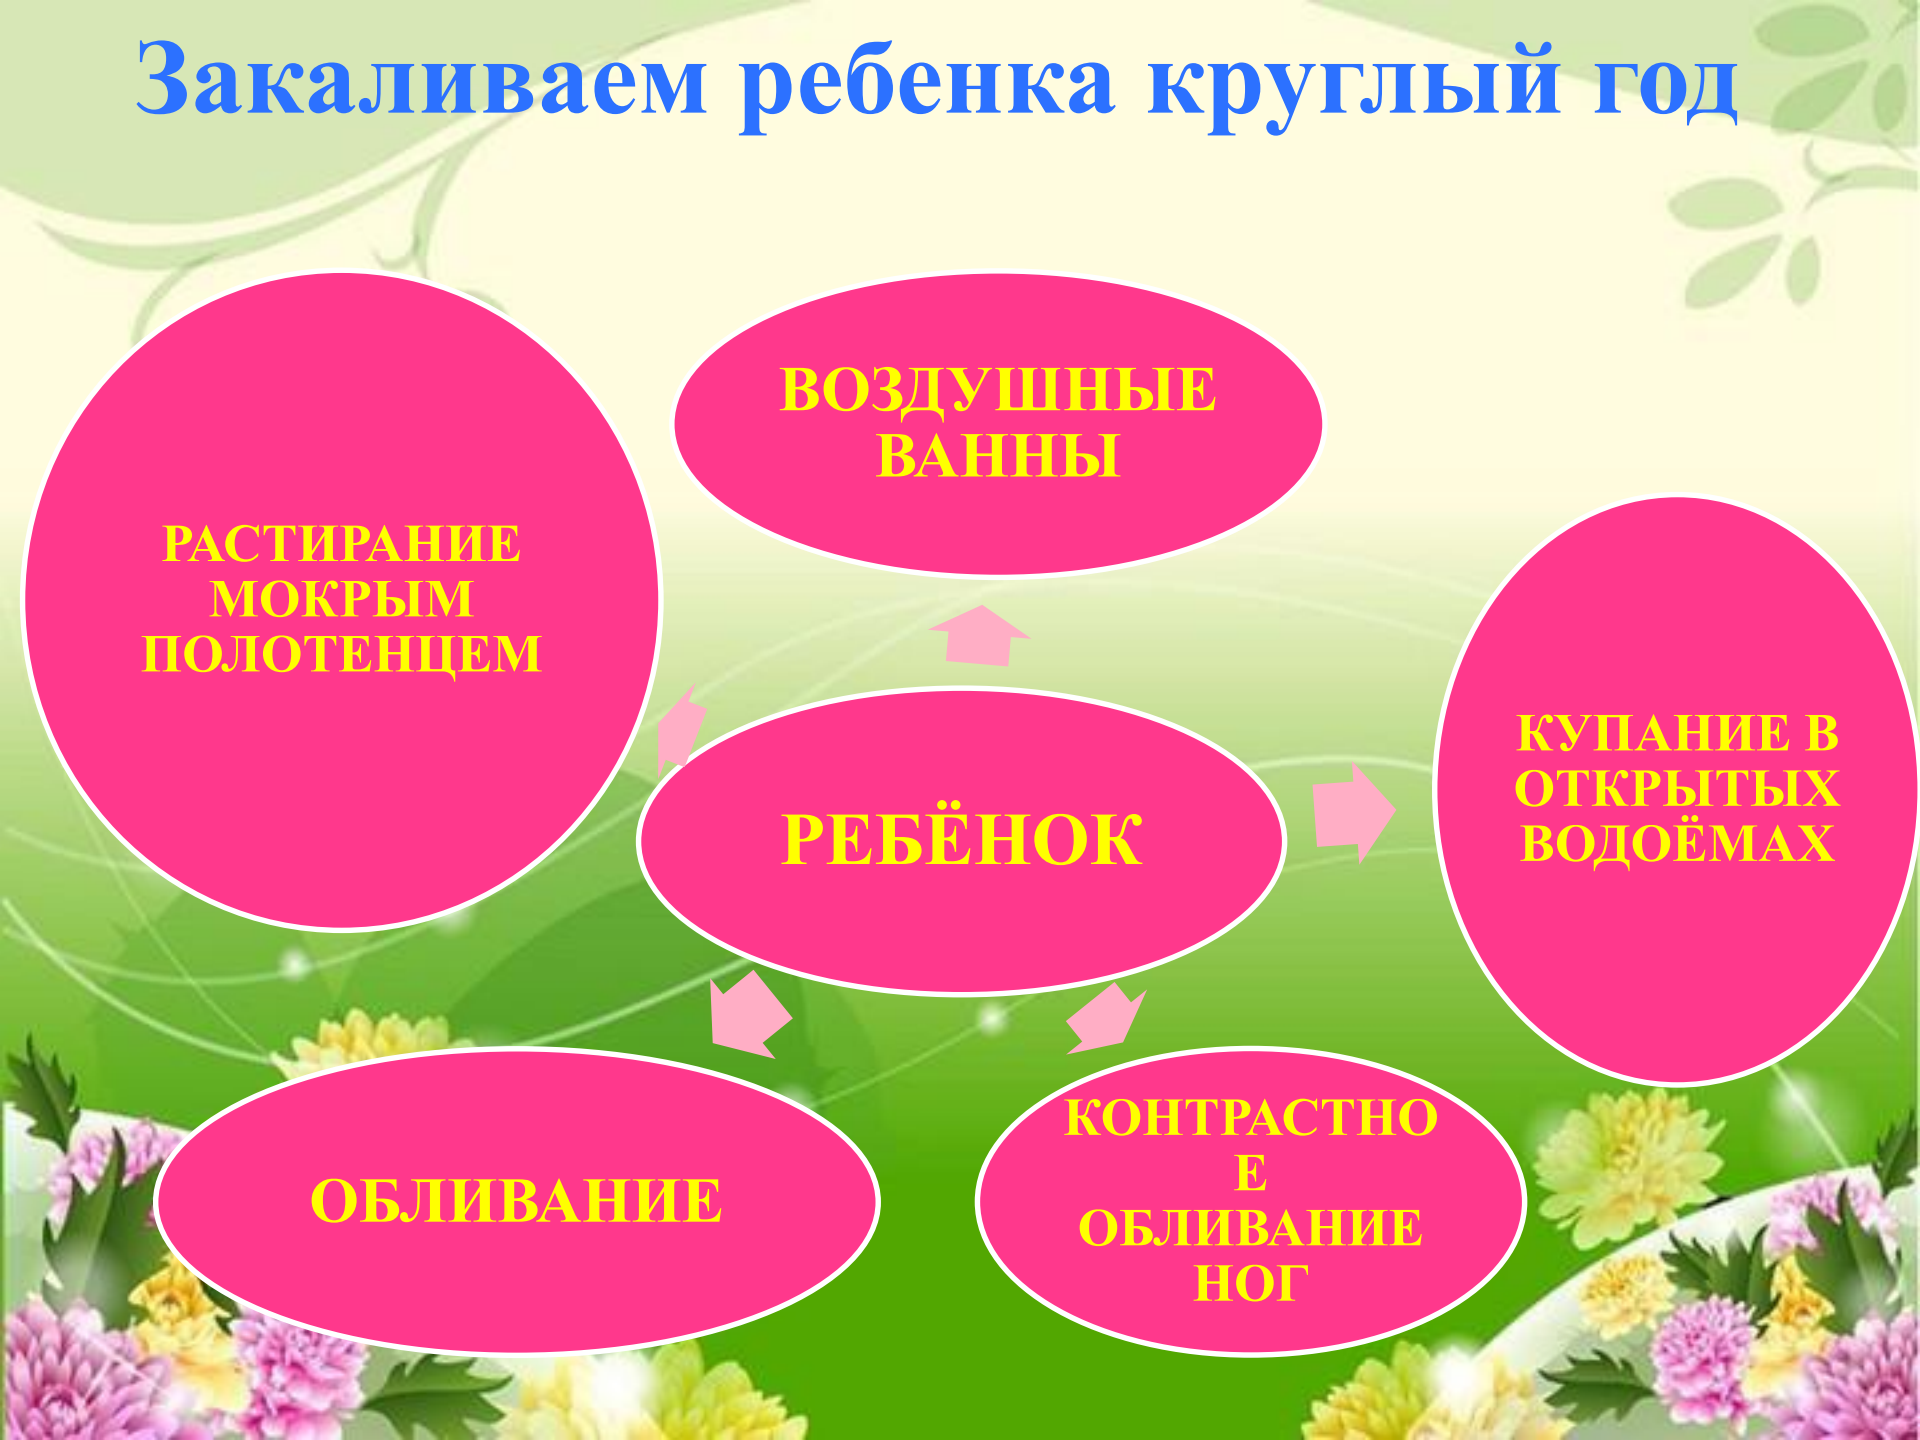 Закаливаем ребенка круглый год
ВОЗДУШНЫЕ
ВАННЫ
РАСТИРАНИЕ
МОКРЫМ
ПОЛОТЕНЦЕМ
КУПАНИЕ В
ОТКРЫТЫХ
ВОДОЁМАХ
РЕБЁНОК
ОБЛИВАНИЕ
КОНТРАСТНО
Е
ОБЛИВАНИЕ
НОГ